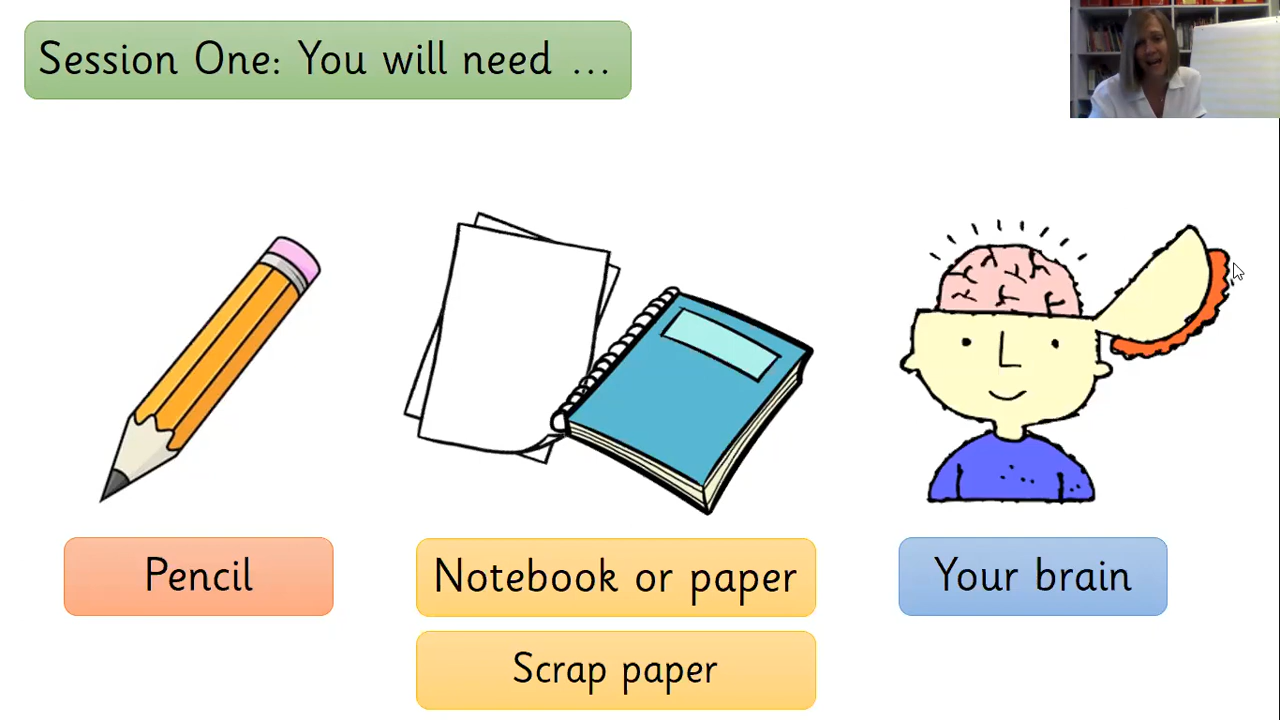 Session One: You will need ...
Pencil
Notebook or paper
Your brain
Scrap paper